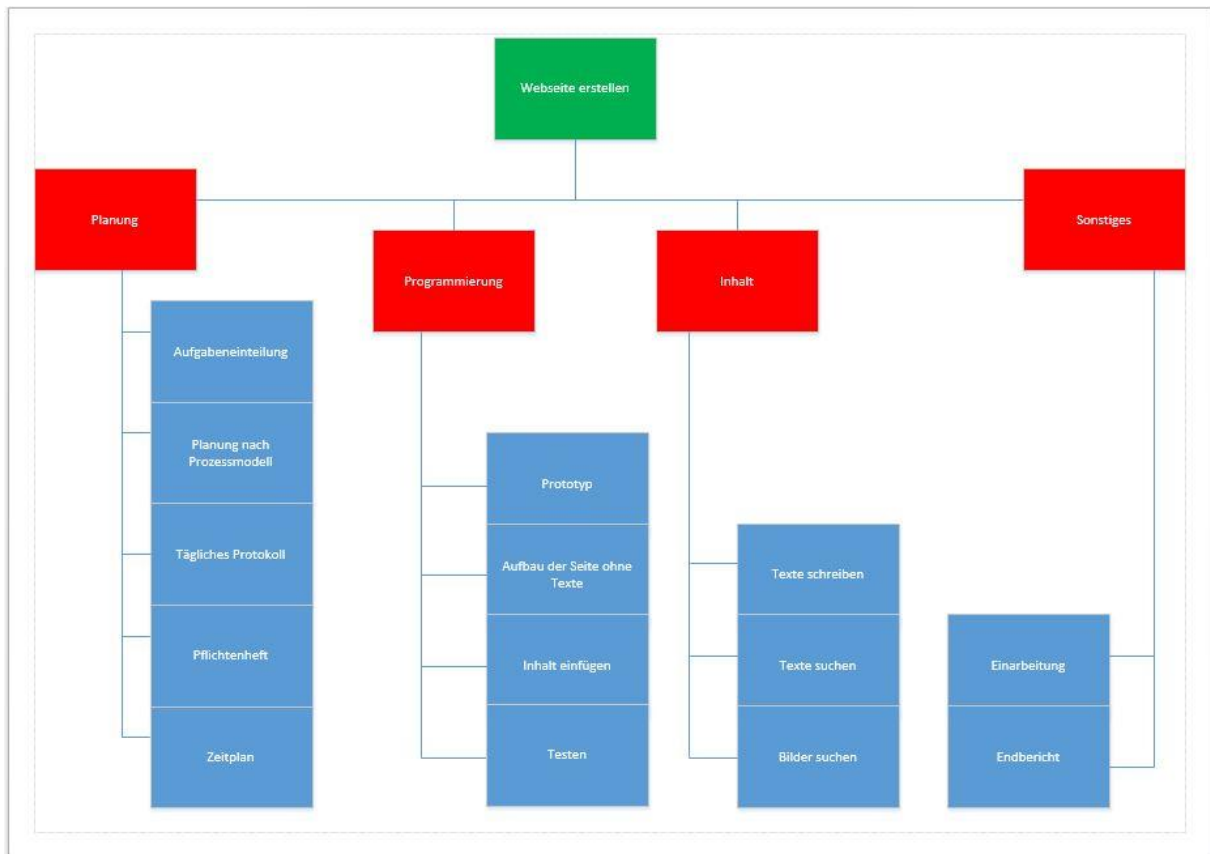 Webseite erstellen
Planung
Programmierung
Inhalt
Sonstiges
Aufgabeneinteilung
Planung nach
Prozessmodell
Tägliches Protokoll
Pflichtenheft
Zeitplan
Prototyp
Aufbau der Seite ohne
Texte
Inhalt einfügen
Testen
Texte schreiben
Texte suchen
Bilder suchen
Einarbeitung
Endbericht